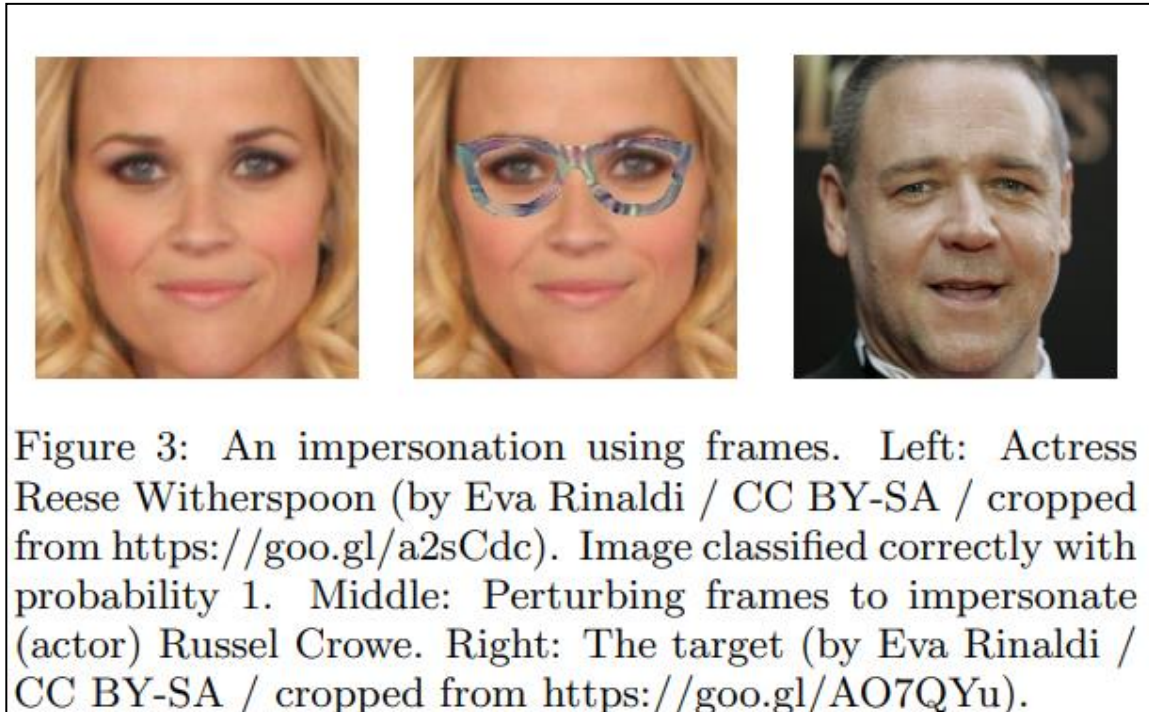 Figure 3: An impersonation using frames. Left: Actress
Reese Witherspoon (by Eva Rinaldi / CC BY-SA / cropped
from https://goo.gl/a2sCdc). Image classified correctly with
probability 1. Middle: Perturbing frames to impersonate
(actor) Russel Crowe. Right: The target (by Eva Rinaldi /
CC BY-SA / cropped from https://goo.gl/AO7QYu).